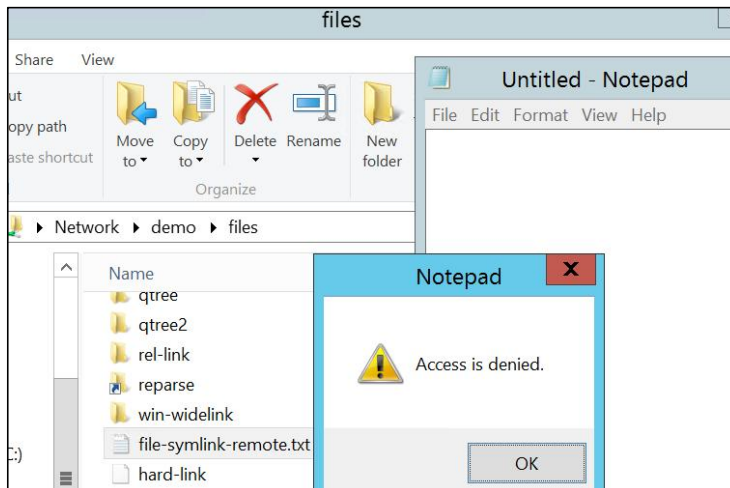 files
Share View
Untitled - Notepad
ut
opy path
aste shortcut
Move to
Copy to
Delete
Rename
New folder
File Edit Format View Help
Organize
Network demo files
Name
qtree
qtree2
rel-link
reparse
win-widelink
file-symlink-remote.txt
hard-link
C:)
Notepad
X
Access is denied.
OK